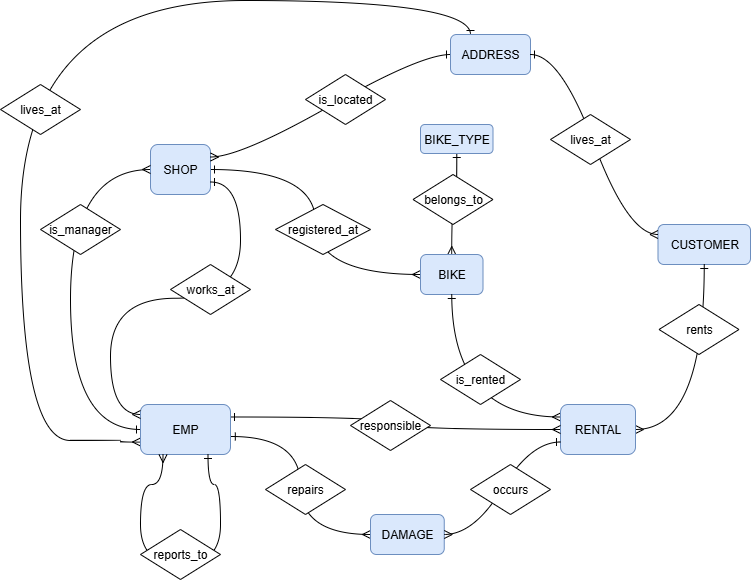 ADDRESS
lives_at
is_located
BIKE_TYPE
lives_at
SHOP
belongs_to
is_manager
registered_at
CUSTOMER
BIKE
works_at
rents
is_rented
EMP
responsible
RENTAL
repairs
occurs
DAMAGE
reports_to